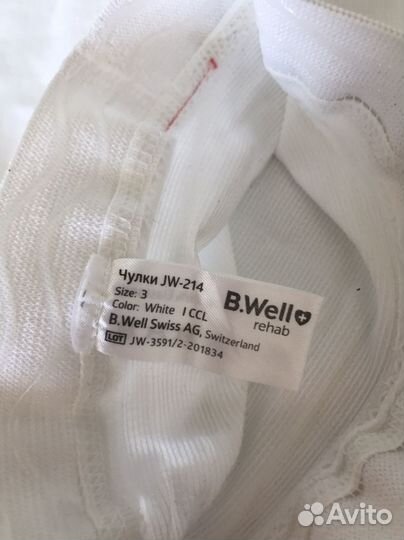 Чулки JW-214
Size: 3
Color: White I CCL
B.Well Swiss AG, Switzerland
LOT JW-3591/2-201834
B.Well
rehab
Avito